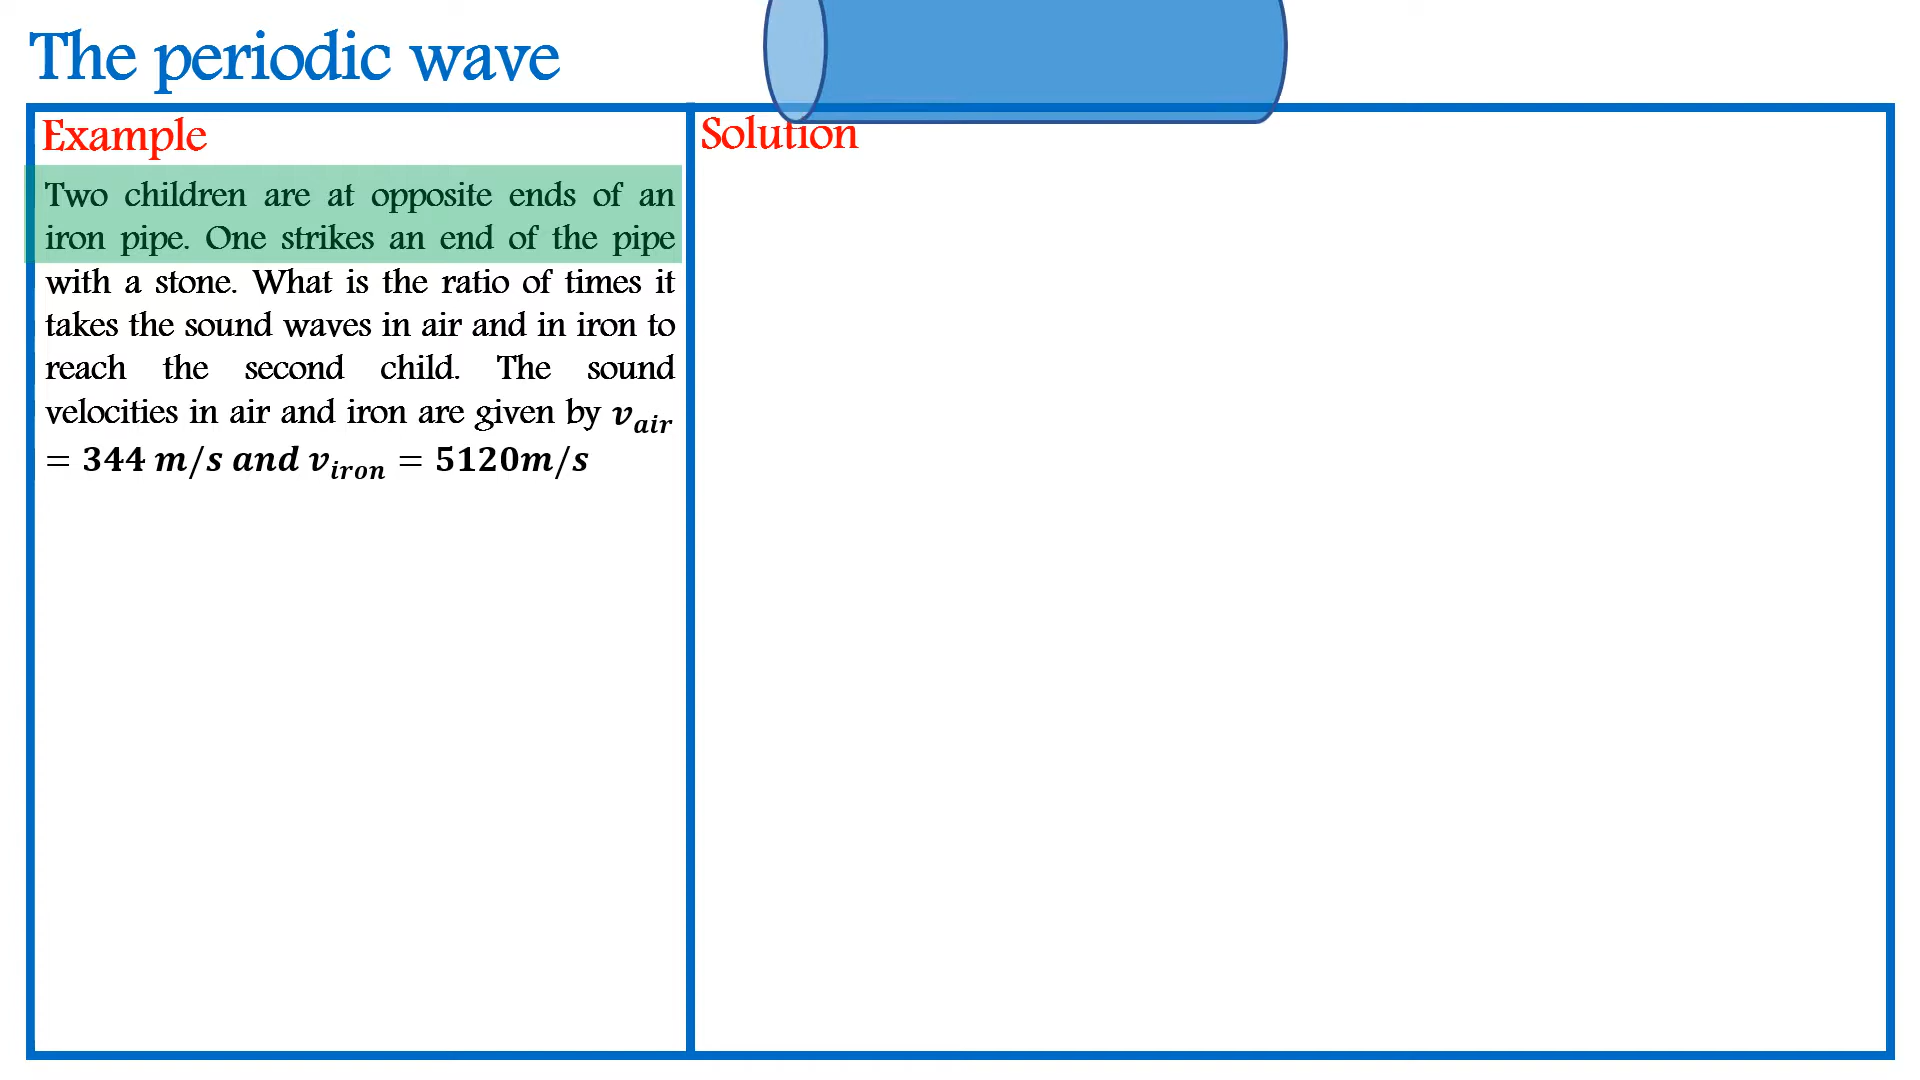 The periodic wave
Example
Two children are at opposite ends of an
iron pipe. One strikes an end of the pipe
with a stone. What is the ratio of times it
takes the sound waves in air and in iron to
reach the second child. The sound
velocities in air and iron are given by v_air
= 344 m/s and v_iron = 5120m/s
Solution